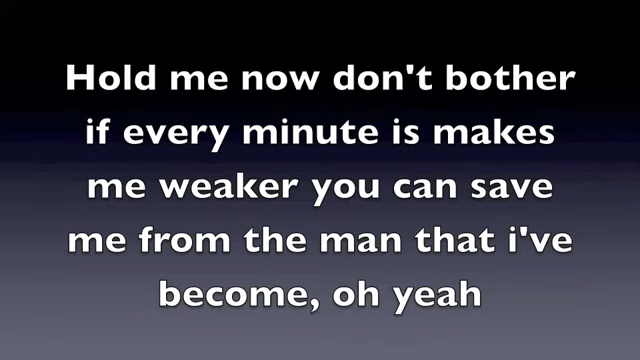 Hold me now don't bother
if every minute is makes
me weaker you can save
me from the man that i've
become, oh yeah